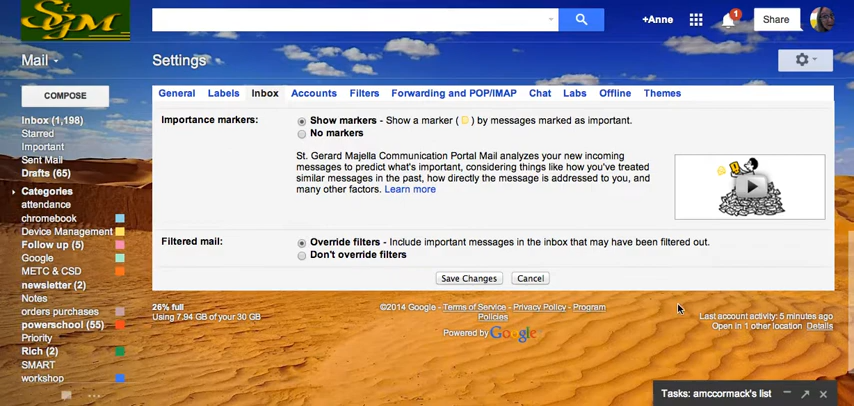 St
SGM
+Anne
1
Share
Mail
Settings
COMPOSE
General Labels Inbox Accounts Filters Forwarding and POP/IMAP Chat Labs Offline Themes
Inbox (1,198)
Starred
Important
Sent Mail
Drafts (65)
Categories
attendance
chromebook
Device Management
Follow up (5)
Google
METC & CSD
newsletter (2)
Notes
orders purchases
powerschool (55)
Priority
Rich (2)
SMART
workshop
Importance markers:
Show markers - Show a marker ( ) by messages marked as important.
No markers
St. Gerard Majella Communication Portal Mail analyzes your new incoming
messages to predict what's important, considering things like how you've treated
similar messages in the past, how directly the message is addressed to you, and
many other factors. Learn more
Filtered mail:
Override filters - Include important messages in the inbox that may have been filtered out.
Don't override filters
Save Changes Cancel
26% full
Using 7.94 GB of your 30 GB
©2014 Google - Terms of Service - Privacy Policy - Program
Policies
Powered by Google
Last account activity: 5 minutes ago
Open in 1 other location Details
Tasks: amccormack's list